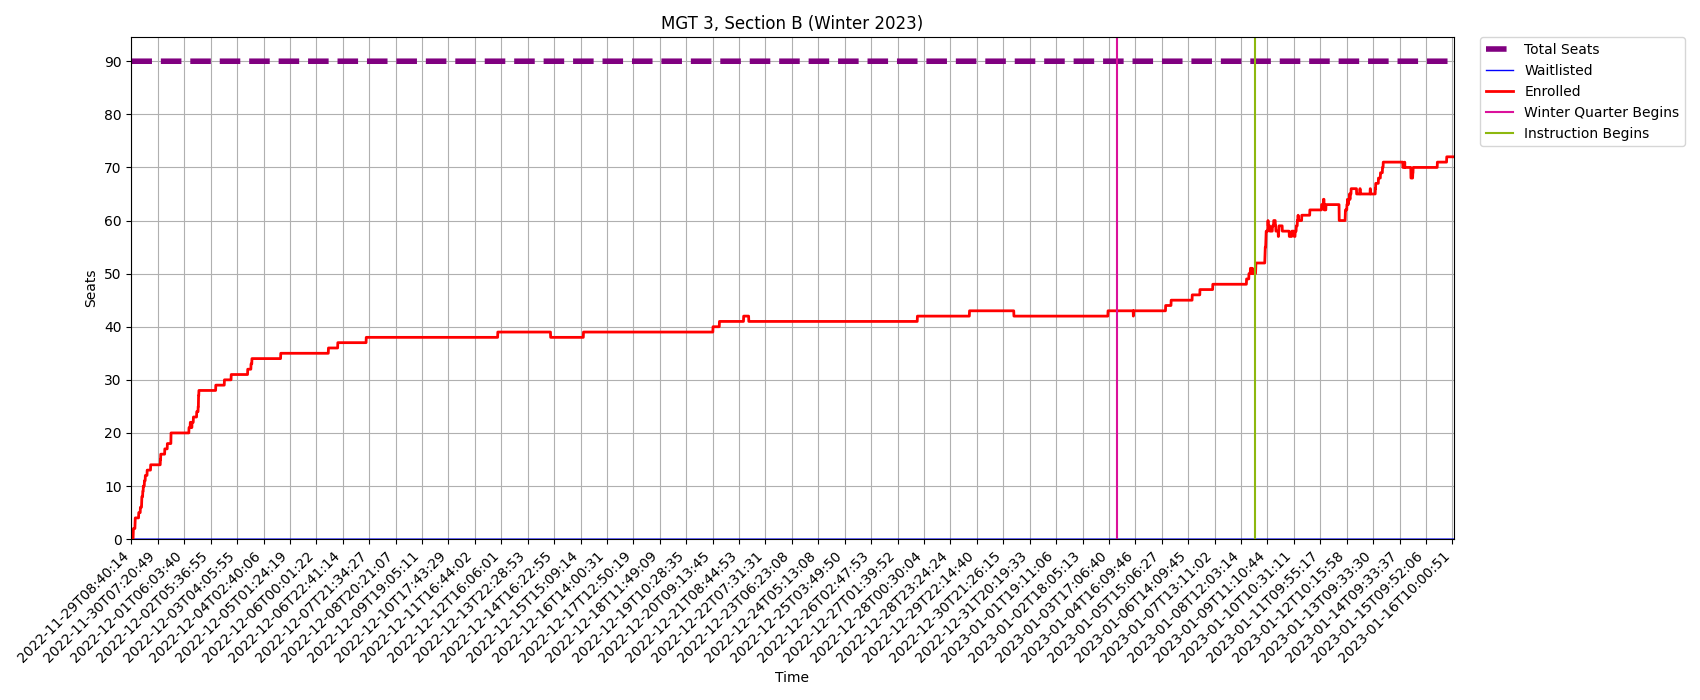 MGT 3, Section B (Winter 2023)
Total Seats
Waitlisted
Enrolled
Winter Quarter Begins
Instruction Begins
Seats
90
80
70
60
50
40
30
20
10
0
2022-11-29T08:40:14
2022-11-30T07:20:49
2022-12-01T06:03:40
2022-12-02T05:36:55
2022-12-03T04:05:55
2022-12-04T02:40:06
2022-12-05T01:24:19
2022-12-06T00:01:22
2022-12-06T22:41:14
2022-12-07T21:34:27
2022-12-08T20:21:07
2022-12-09T19:05:11
2022-12-10T17:43:29
2022-12-11T16:44:02
2022-12-12T16:06:01
2022-12-13T22:28:53
2022-12-14T16:22:55
2022-12-15T15:09:14
2022-12-16T14:00:31
2022-12-17T12:50:19
2022-12-18T11:49:09
2022-12-19T10:28:35
2022-12-20T09:13:45
2022-12-21T08:44:53
2022-12-22T07:31:31
2022-12-23T06:23:08
2022-12-24T05:13:08
2022-12-25T03:49:50
2022-12-26T02:47:53
2022-12-27T01:39:52
2022-12-28T00:30:04
2022-12-28T23:24:24
2022-12-29T22:14:40
2022-12-30T21:26:15
2022-12-31T20:19:33
2023-01-01T19:11:06
2023-01-02T18:05:13
2023-01-03T17:06:40
2023-01-04T16:09:46
2023-01-05T15:06:27
2023-01-06T14:09:45
2023-01-07T13:11:02
2023-01-08T12:03:14
2023-01-09T11:10:44
2023-01-10T10:31:11
2023-01-11T09:55:17
2023-01-12T10:15:58
2023-01-13T09:33:30
2023-01-14T09:33:37
2023-01-15T09:52:06
2023-01-16T10:00:51
Time